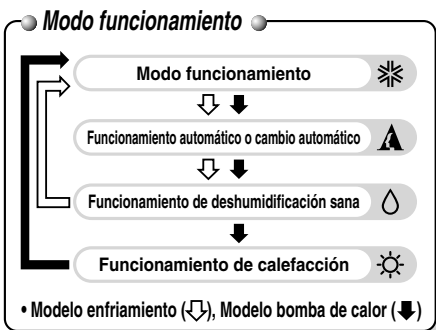 Modo funcionamiento
Modo funcionamiento
Funcionamiento automático o cambio automático
Funcionamiento de deshumidificación sana
Funcionamiento de calefacción
• Modelo enfriamiento (⇩), Modelo bomba de calor (⬇)